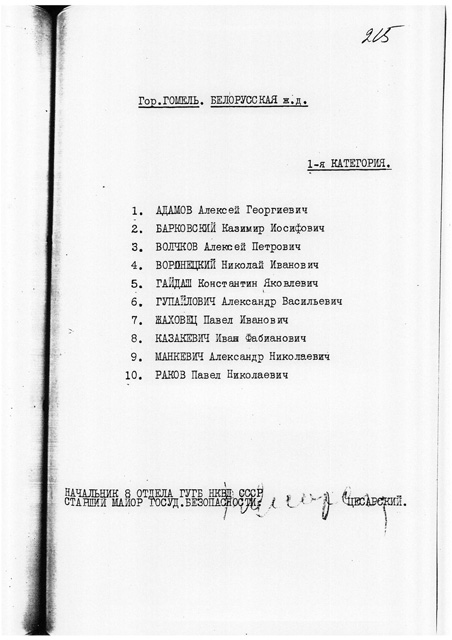 215
Гор.ГОМЕЛЬ. БЕЛОРУССКАЯ ж.д.
1-я КАТЕГОРИЯ.
1. АДАМОВ Алексей Георгиевич
2. БАРКОВСКИЙ Казимир Иосифович
3. ВОЛЧКОВ Алексей Петрович
4. ВОРОНЕЦКИЙ Николай Иванович
5. ГАЙДАШ Константин Яковлевич
6. ГУПАЙЛОВИЧ Александр Васильевич
7. ЖАХОВЕЦ Павел Иванович
8. КАЗАКЕВИЧ Иван Фабианович
9. МАНКЕВИЧ Александр Николаевич
10. РАКОВ Павел Николаевич
НАЧАЛЬНИК 8 ОТДЕЛА ГУГБ НКВД СССР
СТАРШИЙ МАЙОР ГОСУД.БЕЗОПАСНОСТИ: ЦЕСАРСКИЙ.